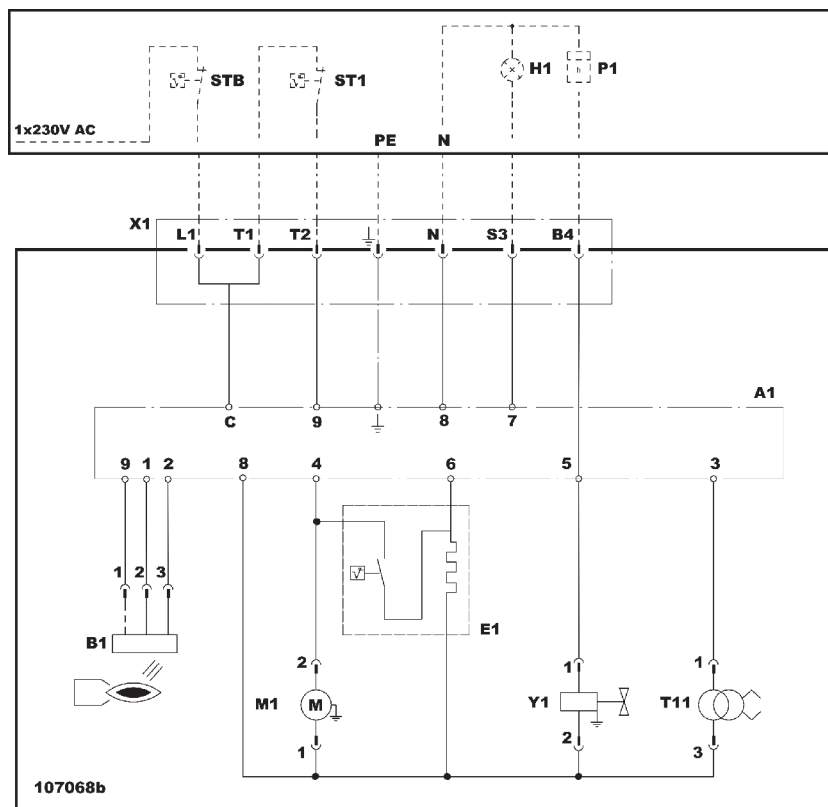 STB ST1 H1 P1
1x230V AC
PE N
X1
L1 T1 T2 N S3 B4
A1
C 9 8 7
9 1 2 8 4 6 5 3
1 2 3
B1
E1
2 1 1
M1 M Y1 T11
1 2 3
107068b